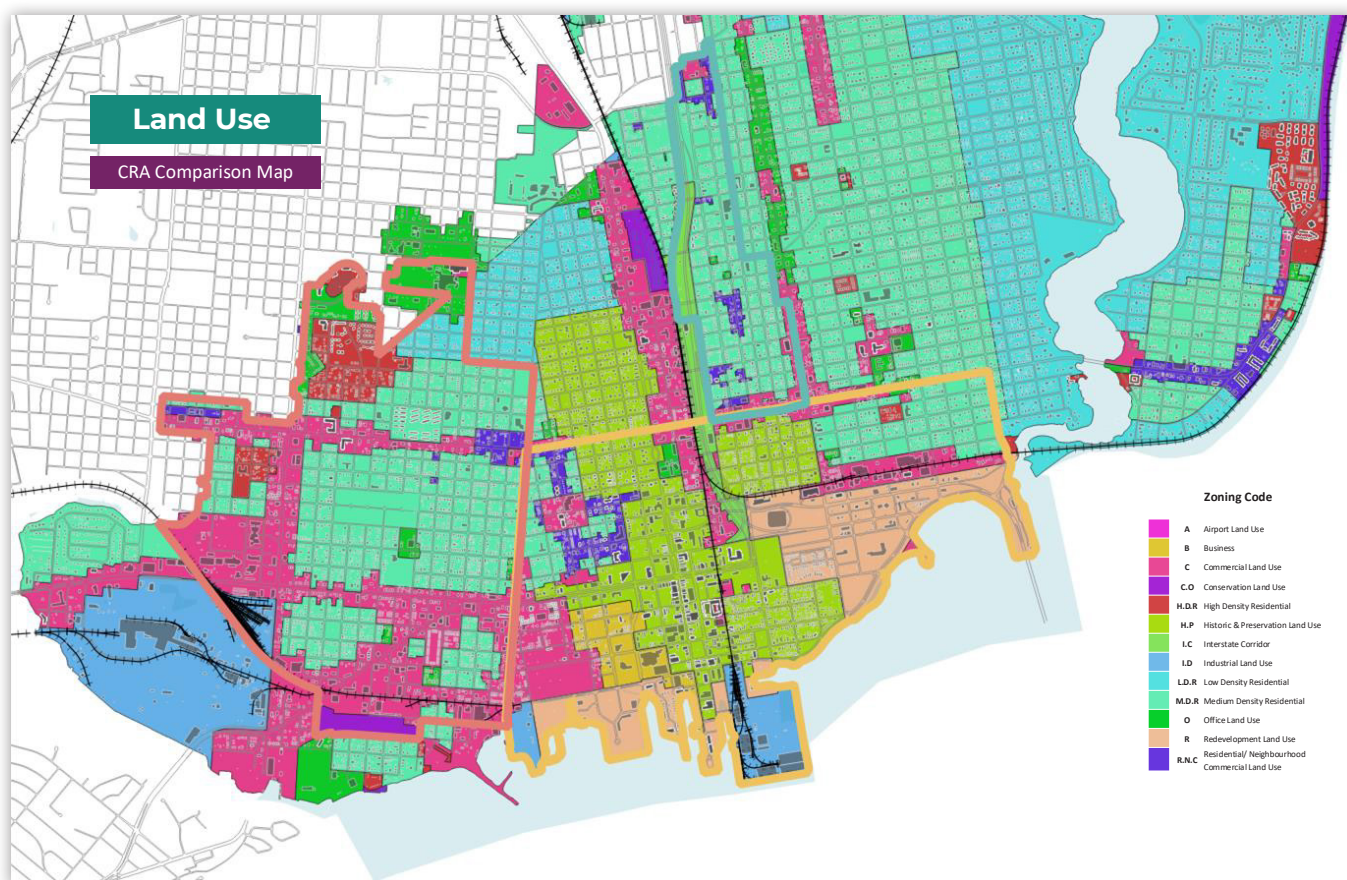 Land Use
CRA Comparison Map
Zoning Code
A Airport Land Use
B Business
C Commercial Land Use
C.O Conservation Land Use
H.D.R High Density Residential
H.P Historic & Preservation Land Use
I.C Interstate Corridor
I.D Industrial Land Use
L.D.R Low Density Residential
M.D.R Medium Density Residential
O Office Land Use
R Redevelopment Land Use
R.N.C Residential/ Neighbourhood
Commercial Land Use